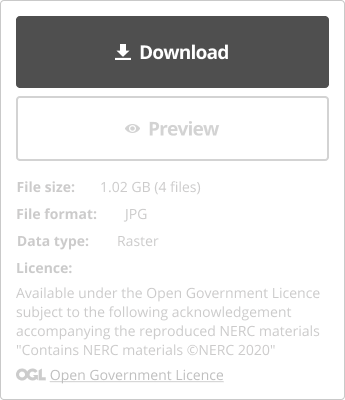 Download
Preview
File size: 1.02 GB (4 files)
File format: JPG
Data type: Raster
Licence:
Available under the Open Government Licence
subject to the following acknowledgement
accompanying the reproduced NERC materials
"Contains NERC materials ©NERC 2020"
OGL Open Government Licence